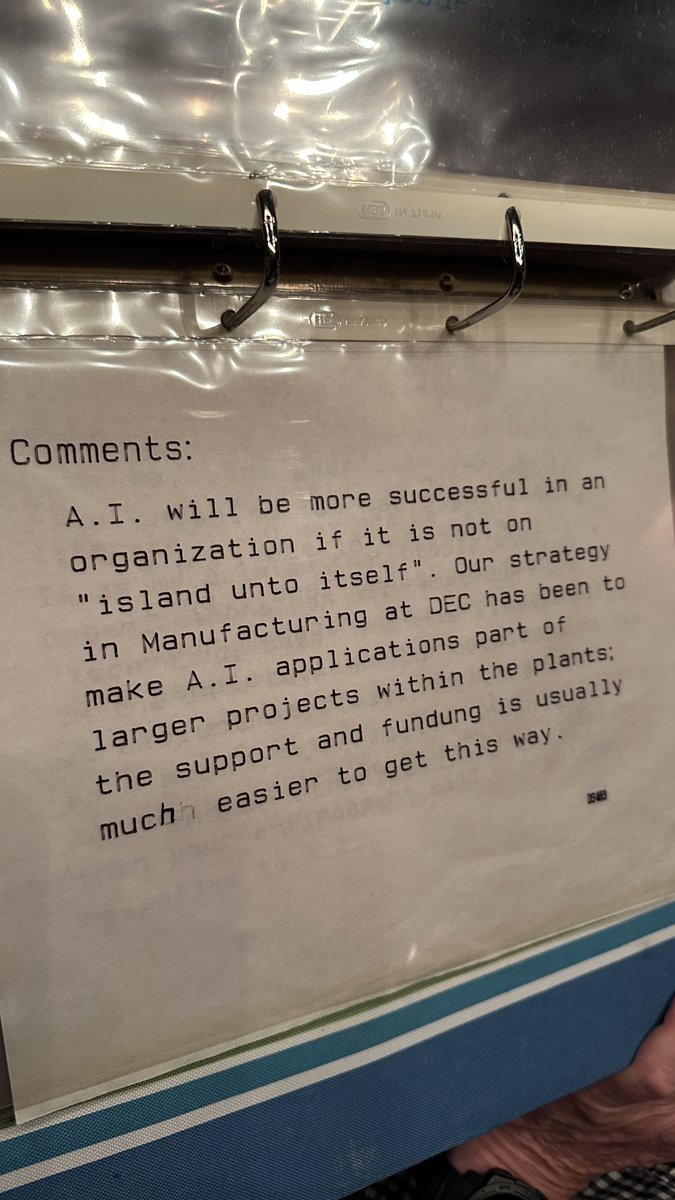 Comments:
A.I. will be more successful in an
organization if it is not on
"island unto itself". Our strategy
in Manufacturing at DEC has been to
make A.I. applications part of
larger projects within the plants;
the support and fundung is usually
much easier to get this way.